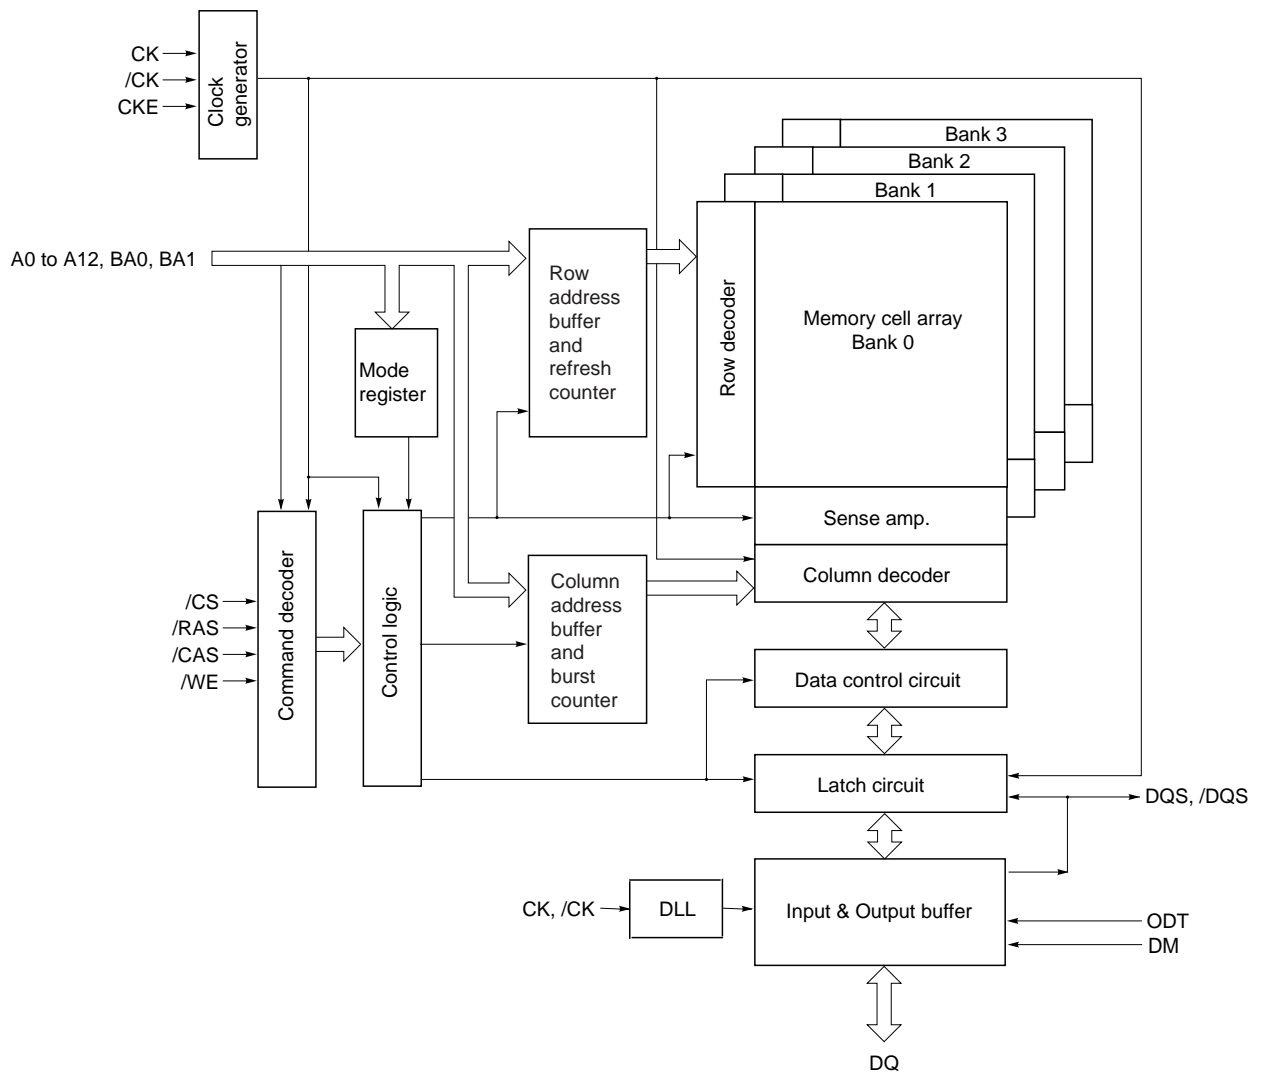 CK
/CK
CKE
Clock
generator
Bank 3
Bank 2
Bank 1
A0 to A12, BA0, BA1
Row
address
buffer
and
refresh
counter
Row decoder
Memory cell array
Bank 0
Mode
register
Sense amp.
Column decoder
/CS
/RAS
/CAS
/WE
Command decoder
Control logic
Column
address
buffer
and
burst
counter
Data control circuit
Latch circuit
DQS, /DQS
CK, /CK
DLL
Input & Output buffer
ODT
DM
DQ